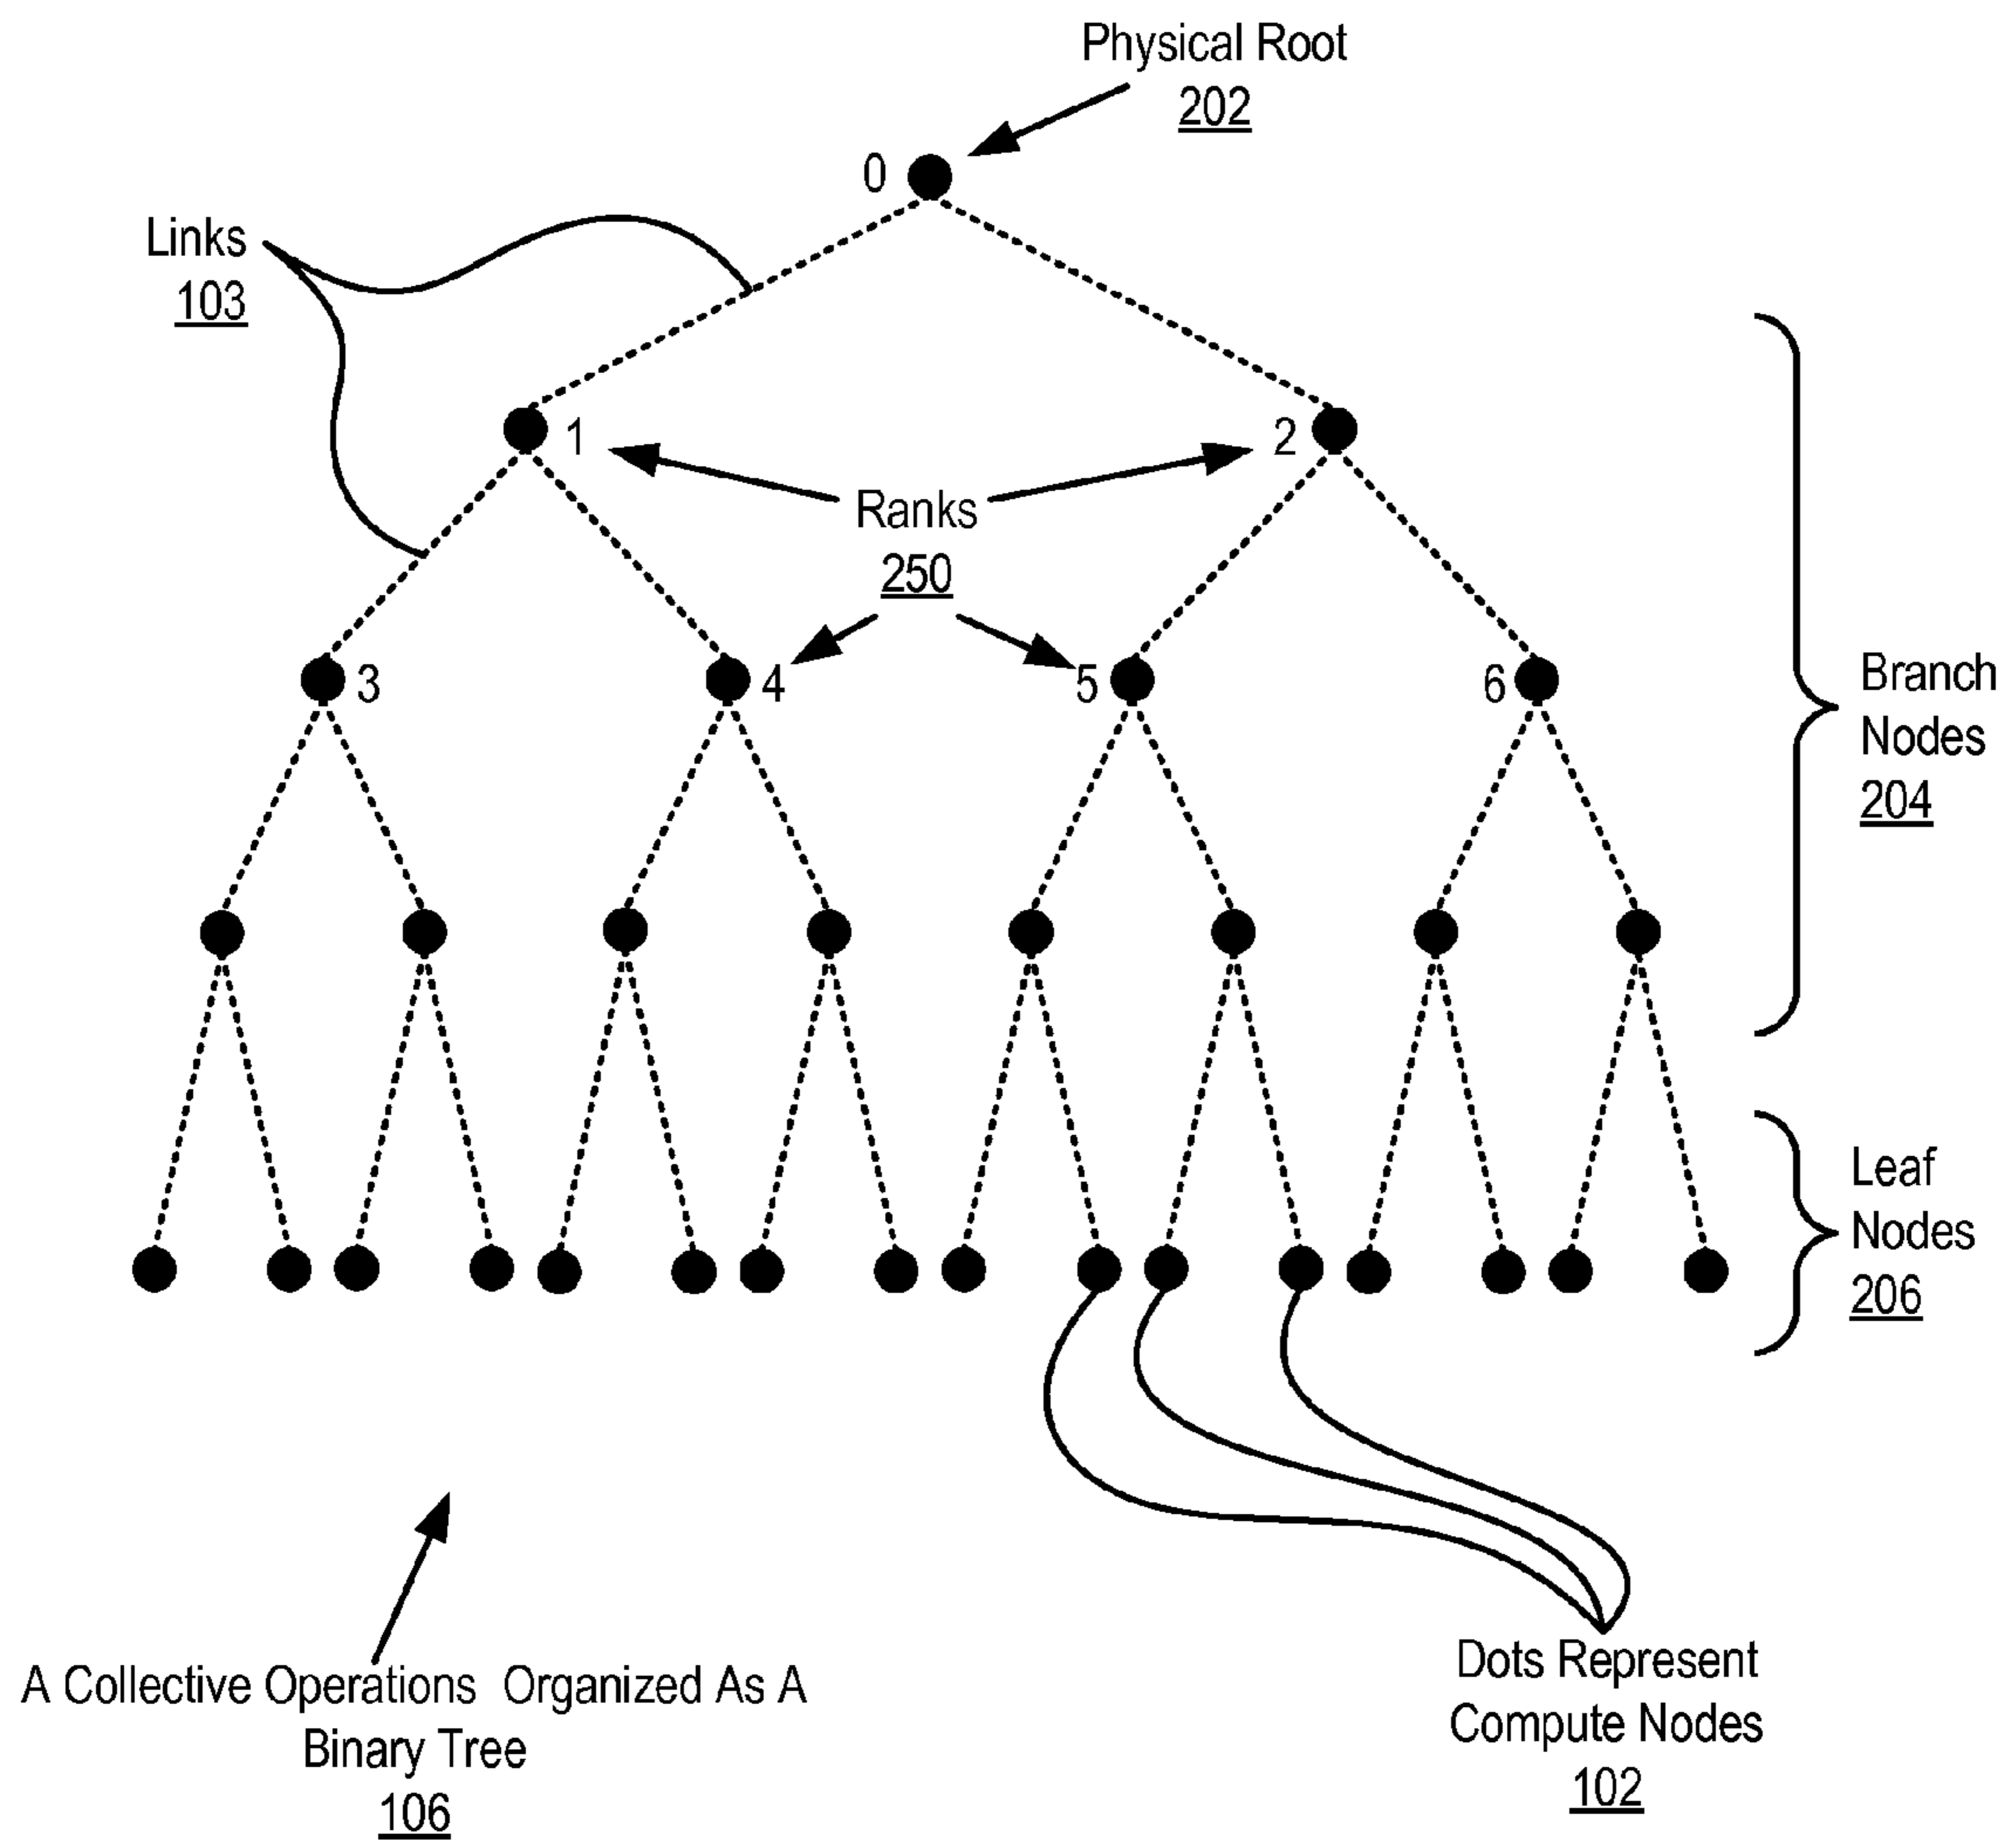 Physical Root
202
0
Links
103
1
2
Ranks
250
3
4
5
6
Branch
Nodes
204
Leaf
Nodes
206
A Collective Operations Organized As A
Binary Tree
106
Dots Represent
Compute Nodes
102